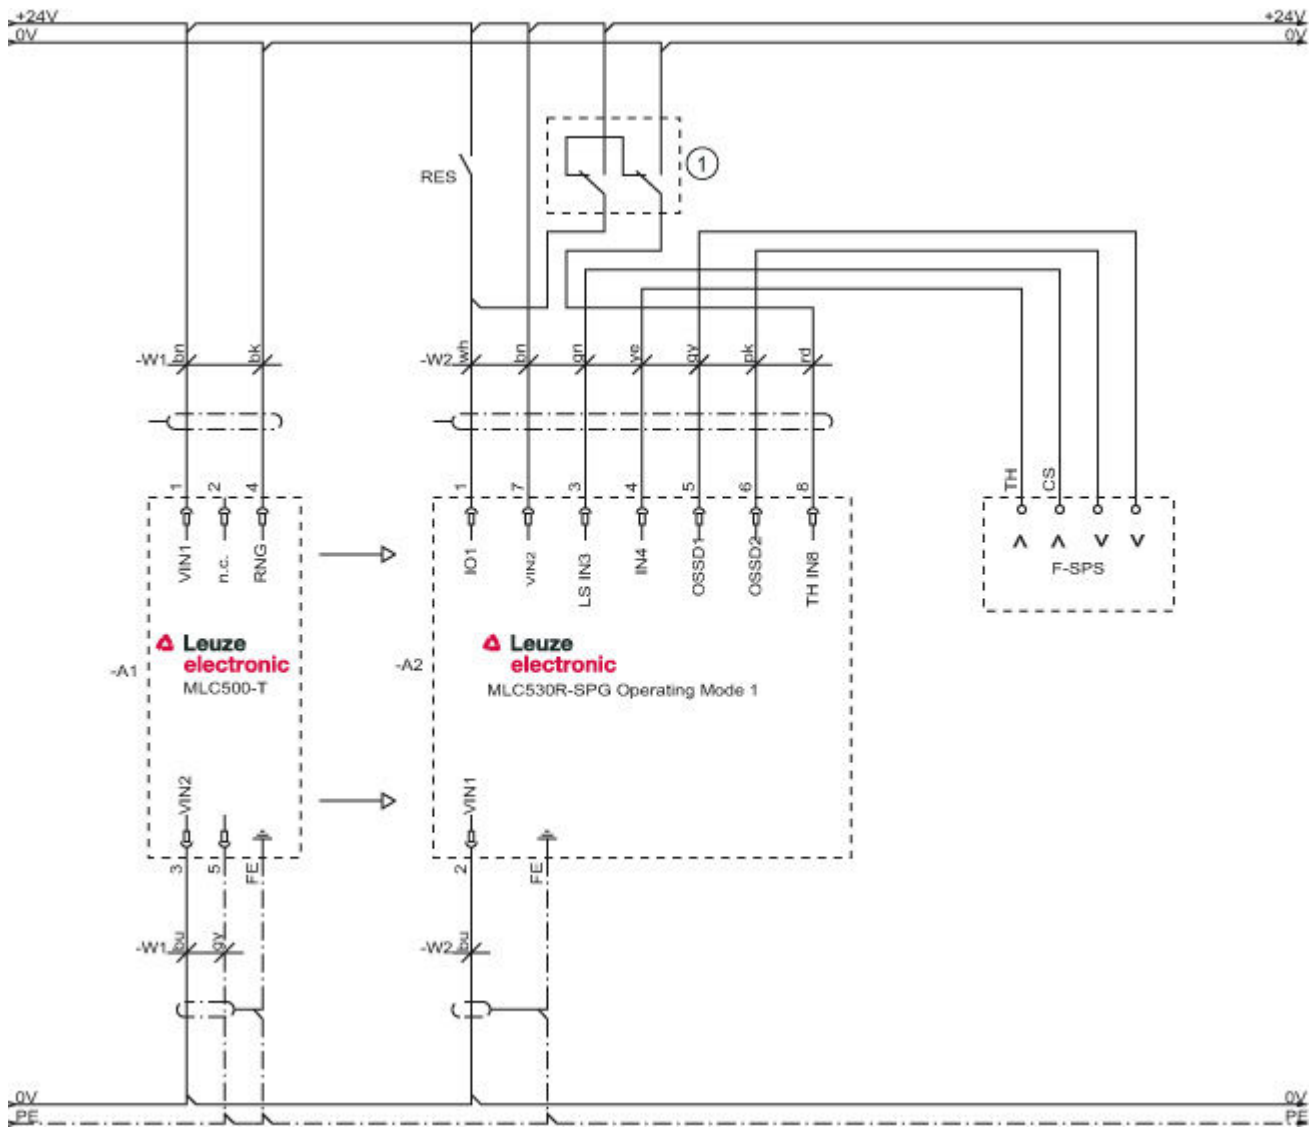 +24V +24V
0V 0V
1
RES
-W1 bn bk
-W2 wh bn gn ye gy pk rd
TH CS
1 2 4
1 7 3 4 5 6 8
VIN1 n.c. RNG
IO1 VIN2 LS IN3 IN4 OSSD1 OSSD2 TH IN8
F-SPS
-A1
Leuze
electronic
MLC500-T
-A2
Leuze
electronic
MLC530R-SPG Operating Mode 1
VIN2
VIN1
3 5 FE
2 FE
-W1 bu gy
-W2 bu
0V 0V
PE PE